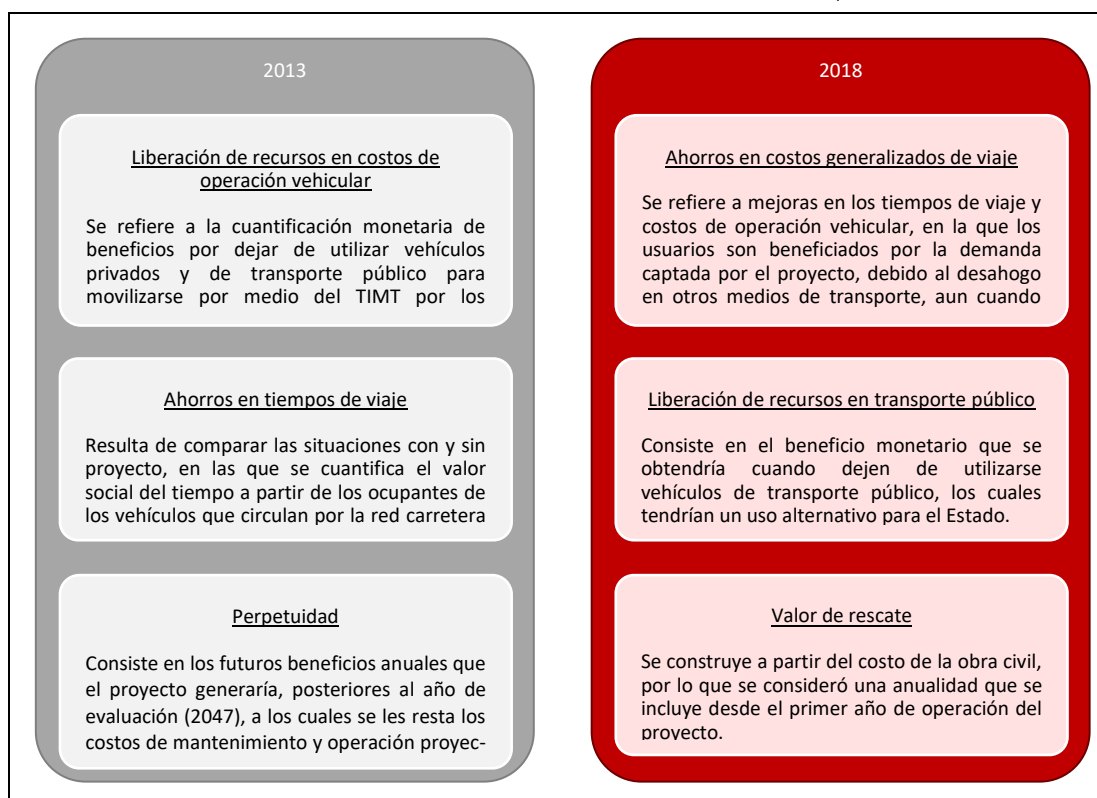 2013
Liberación de recursos en costos de
operación vehicular
Se refiere a la cuantificación monetaria de
beneficios por dejar de utilizar vehículos
privados y de transporte público para
movilizarse por medio del TIMT por los
Ahorros en tiempos de viaje
Resulta de comparar las situaciones con y sin
proyecto, en las que se cuantifica el valor
social del tiempo a partir de los ocupantes de
los vehículos que circulan por la red carretera
Perpetuidad
Consiste en los futuros beneficios anuales que
el proyecto generaría, posteriores al año de
evaluación (2047), a los cuales se les resta los
costos de mantenimiento y operación proyec-
2018
Ahorros en costos generalizados de viaje
Se refiere a mejoras en los tiempos de viaje y
costos de operación vehicular, en la que los
usuarios son beneficiados por la demanda
captada por el proyecto, debido al desahogo
en otros medios de transporte, aun cuando
Liberación de recursos en transporte público
Consiste en el beneficio monetario que se
obtendría cuando dejen de utilizarse
vehículos de transporte público, los cuales
tendrían un uso alternativo para el Estado.
Valor de rescate
Se construye a partir del costo de la obra civil,
por lo que se consideró una anualidad que se
incluye desde el primer año de operación del
proyecto.